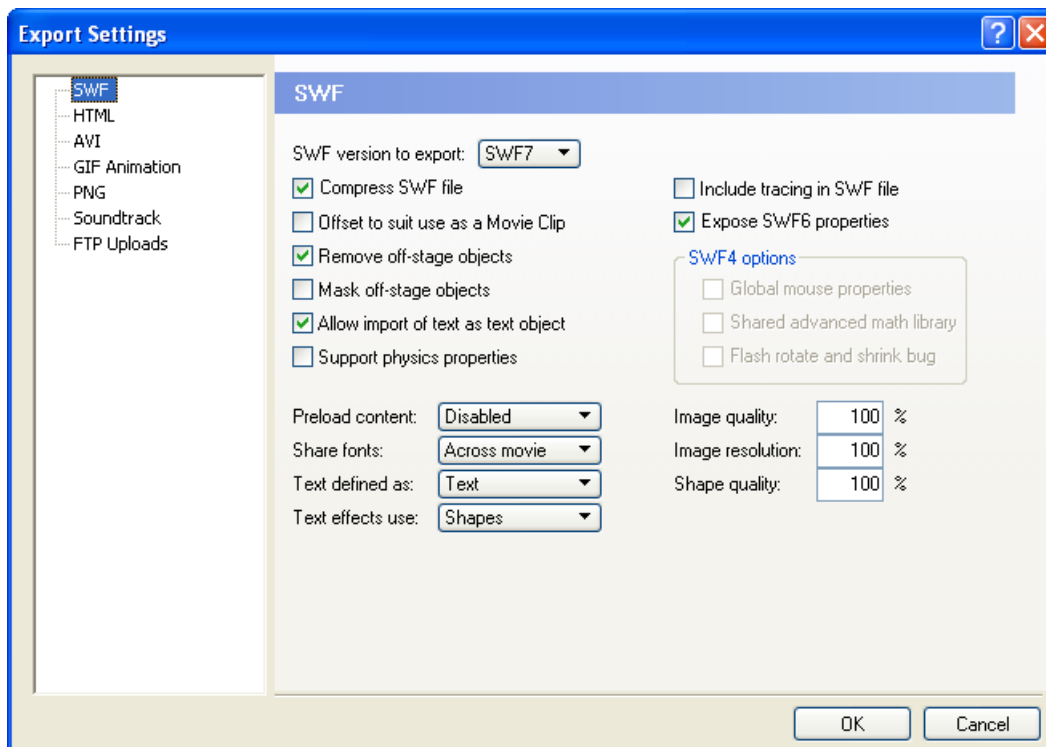 Export Settings
SWF
HTML
AVI
GIF Animation
PNG
Soundtrack
FTP Uploads
SWF
SWF version to export: SWF7
Compress SWF file
Offset to suit use as a Movie Clip
Remove off-stage objects
Mask off-stage objects
Allow import of text as text object
Support physics properties
Include tracing in SWF file
Expose SWF6 properties
SWF4 options
Global mouse properties
Shared advanced math library
Flash rotate and shrink bug
Preload content: Disabled
Share fonts: Across movie
Text defined as: Text
Text effects use: Shapes
Image quality: 100 %
Image resolution: 100 %
Shape quality: 100 %
OK Cancel